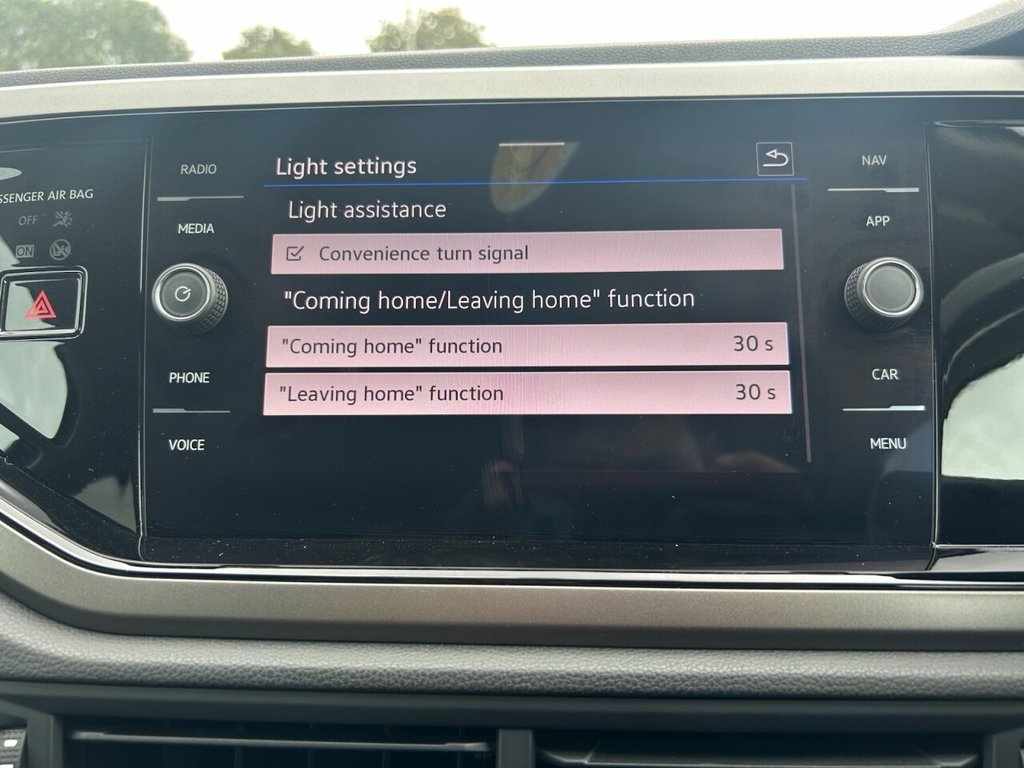 SSENGER AIR BAG
OFF
ON
RADIO
MEDIA
PHONE
VOICE
Light settings
Light assistance
Convenience turn signal
"Coming home/Leaving home" function
"Coming home" function 30 s
"Leaving home" function 30 s
NAV
APP
CAR
MENU